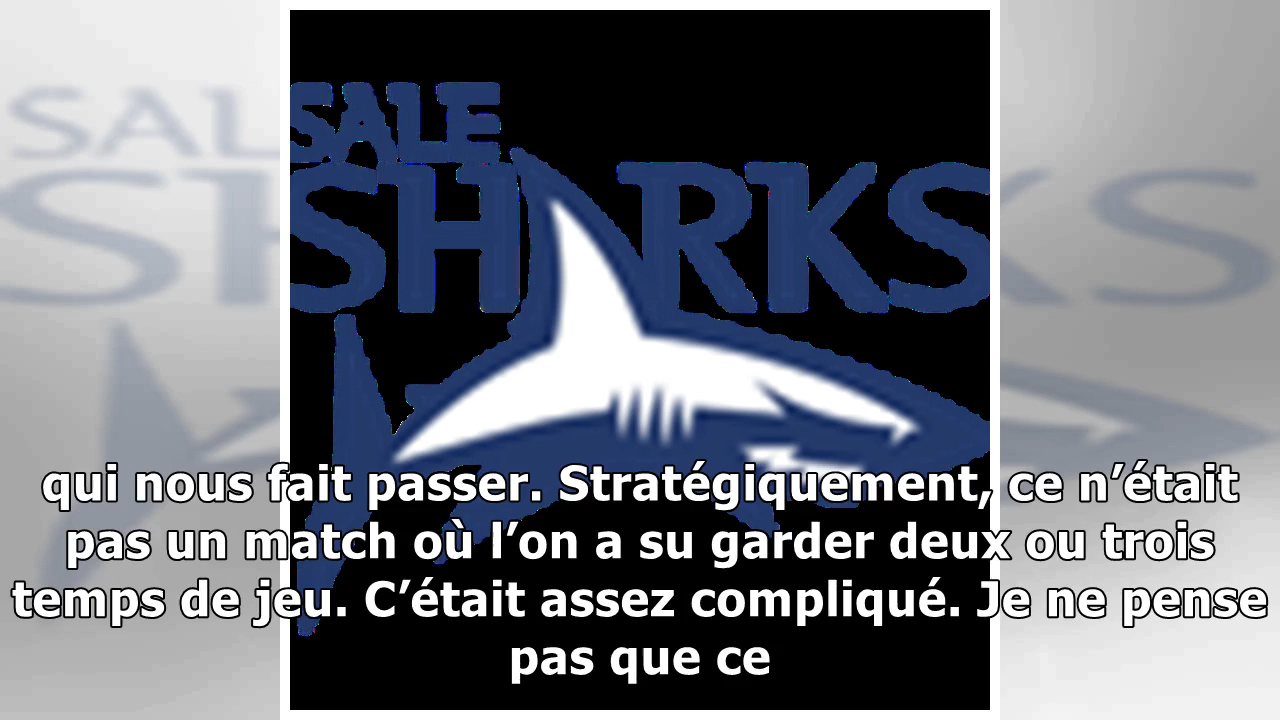 SALE
SHARKS
qui nous fait passer. Stratégiquement, ce n’était
pas un match où l’on a su garder deux ou trois
temps de jeu. C’était assez compliqué. Je ne pense
pas que ce